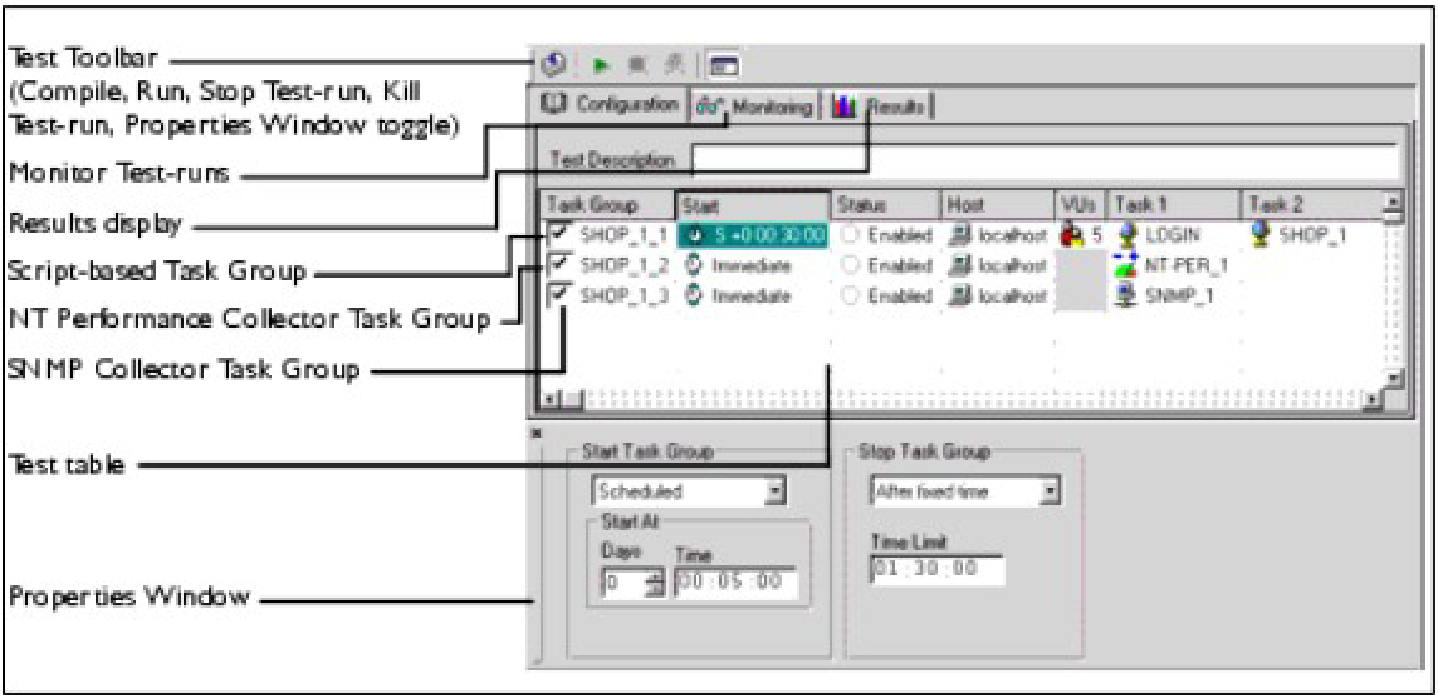 Test Toolbar
(Compile, Run, Stop Test-run, Kill
Test-run, Properties Window toggle)
Monitor Test-runs
Results display
Script-based Task Group
NT Performance Collector Task Group
SNMP Collector Task Group
Test table
Properties Window
Configuration Monitoring Results
Test Description
Task Group Start Status Host VUs Task 1 Task 2
SHOP_1_1 S +0 00:30:00 Enabled localhost 5 LOGIN SHOP_1
SHOP_1_2 Immediate Enabled localhost NT-PER_1
SHOP_1_3 Immediate Enabled localhost SNMP_1
Start Task Group Stop Task Group
Scheduled After fixed time
Start At
Days Time Time Limit
0 00:05:00 01:30:00